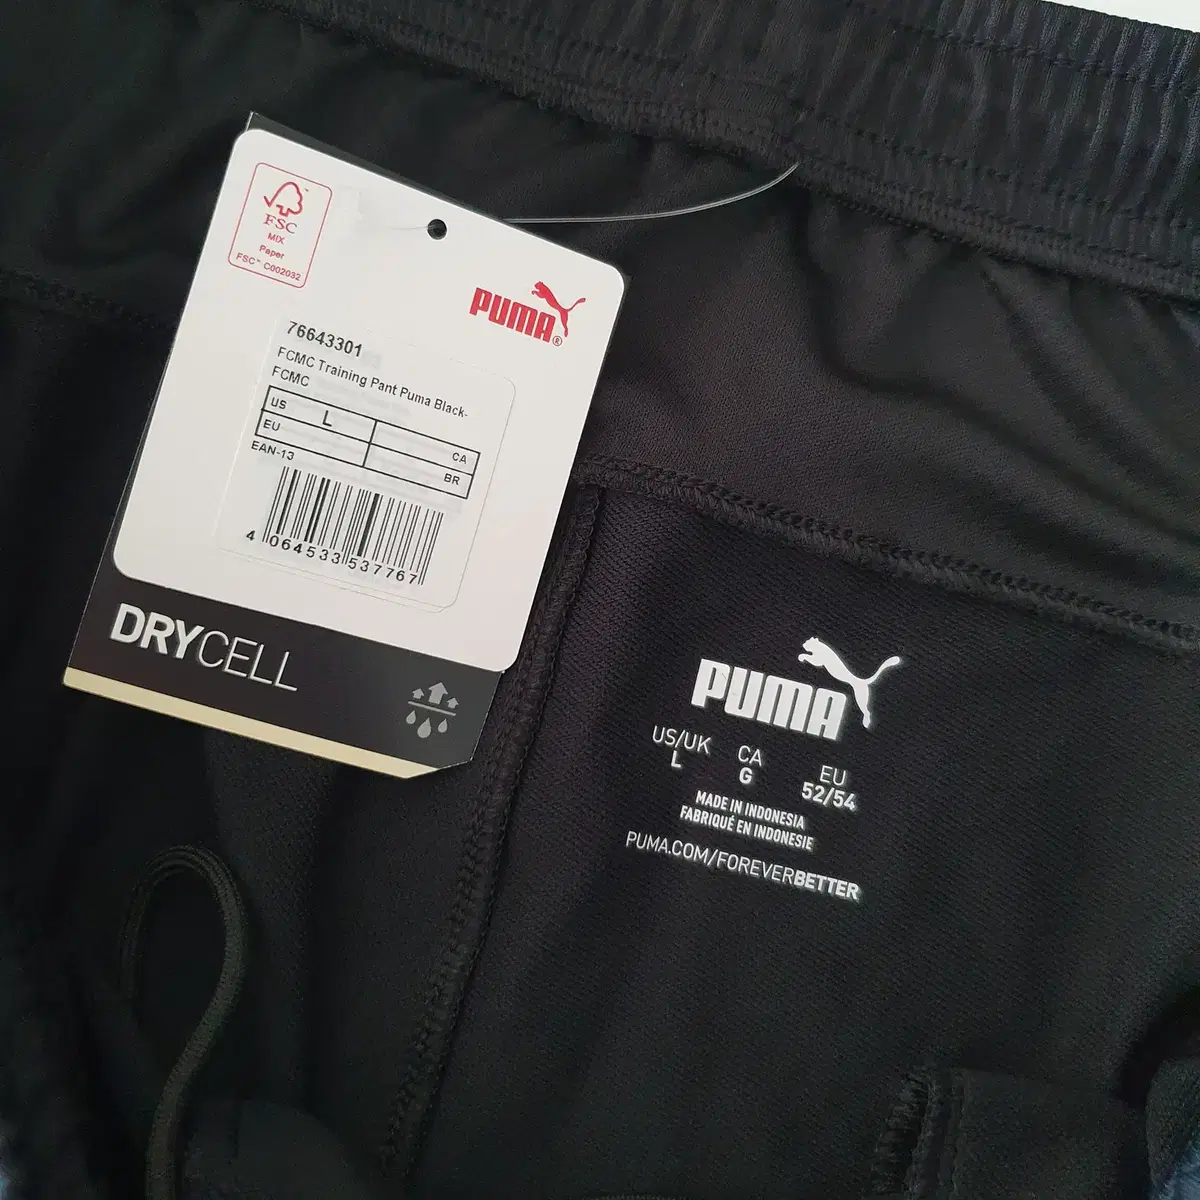 FSC
MIX
Paper
FSC™ C002032
PUMA®
76643301
FCMC Training Pant Puma Black-
FCMC
US L CA
EU BR
EAN-13
4 064533 537767
DRYCELL
PUMA
US/UK CA EU
L G 52/54
MADE IN INDONESIA
FABRIQUÉ EN INDONESIE
PUMA.COM/FOREVERBETTER